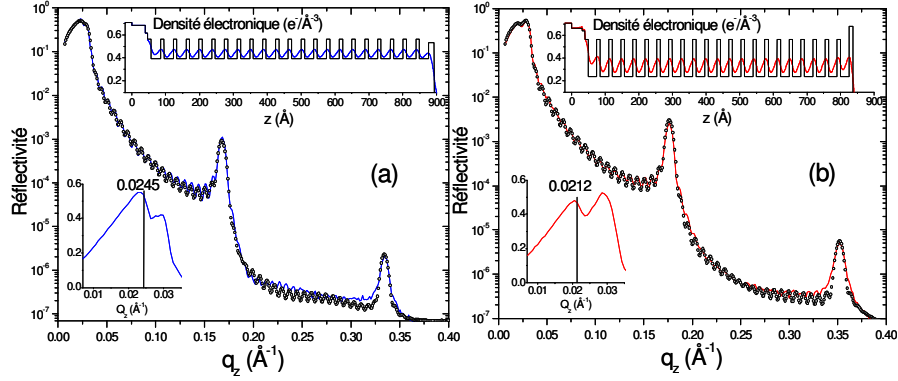 Densité électronique (e⁻/Å⁻³)
0.6
0.4
0.2
0 100 200 300 400 500 600 700 800 900
z (Å)
10⁰
10⁻¹
10⁻²
10⁻³
10⁻⁴
10⁻⁵
10⁻⁶
10⁻⁷
Réflectivité
(a)
0.0245
0.6
0.4
0.2
0.0
0.01 0.02 0.03
Q_z (Å⁻¹)
0.00 0.05 0.10 0.15 0.20 0.25 0.30 0.35 0.40
q_z (Å⁻¹)
Densité électronique (e⁻/Å⁻³)
0.6
0.4
0.2
0 100 200 300 400 500 600 700 800 900
z (Å)
10⁰
10⁻¹
10⁻²
10⁻³
10⁻⁴
10⁻⁵
10⁻⁶
10⁻⁷
Réflectivité
(b)
0.0212
0.6
0.4
0.2
0.0
0.01 0.02 0.03
Q_z (Å⁻¹)
0.00 0.05 0.10 0.15 0.20 0.25 0.30 0.35 0.40
q_z (Å⁻¹)